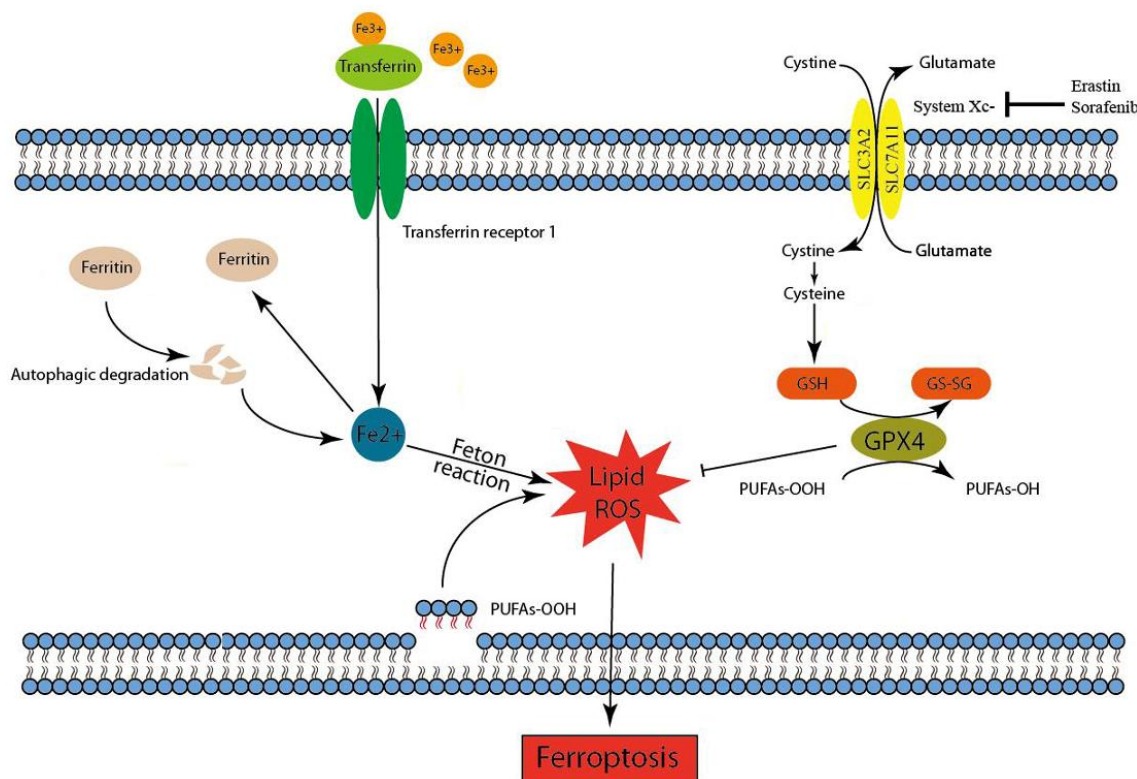 Fe3+
Transferrin
Fe3+
Fe3+
Cystine
Glutamate
System Xc-
Erastin
Sorafenib
SLC3A2
SLC7A11
Transferrin receptor 1
Ferritin
Ferritin
Cystine
Glutamate
Cysteine
Autophagic degradation
GSH
GS-SG
Fe2+
Feton
reaction
Lipid
ROS
GPX4
PUFAs-OOH
PUFAs-OH
PUFAs-OOH
Ferroptosis